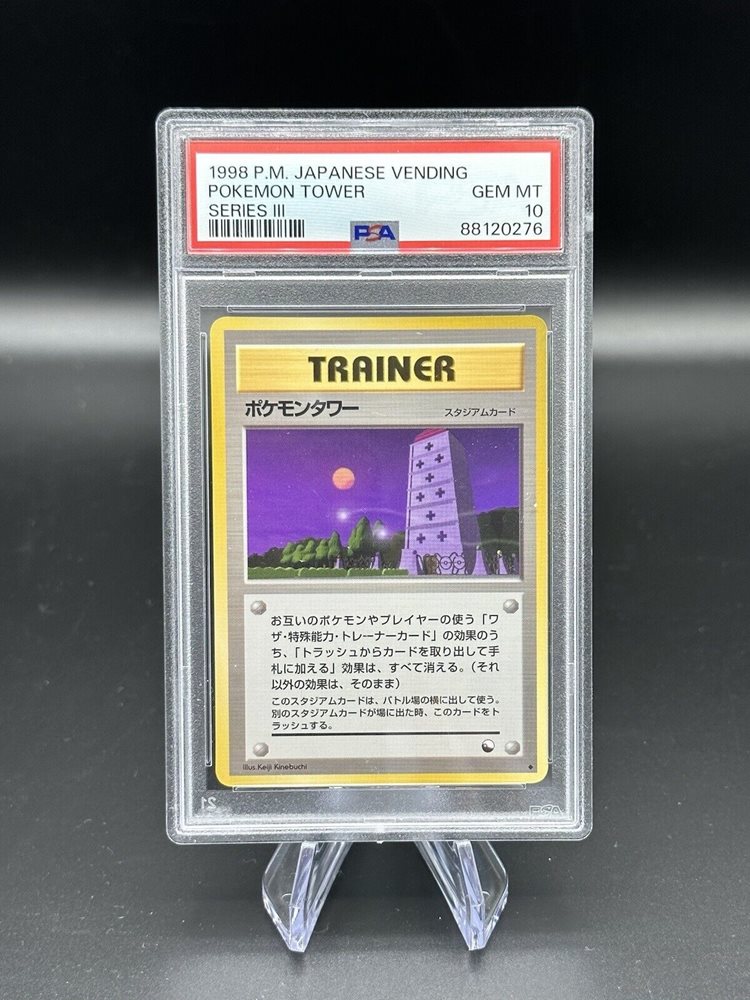 1998 P.M. JAPANESE VENDING
POKEMON TOWER GEM MT
SERIES III 10
PSA 88120276
TRAINER
ポケモンタワー スタジアムカード
お互いのポケモンやプレイヤーの使う「ワ
ザ・特殊能力・トレーナーカード」の効果のう
ち、「トラッシュからカードを取り出して手
札に加える」効果は、すべて消える。（それ
以外の効果は、そのまま）
このスタジアムカードは、バトル場の横に出して使う。
別のスタジアムカードが場に出た時、このカードをト
ラッシュする。
Illus.Keiji Kinebuchi
21 PSA